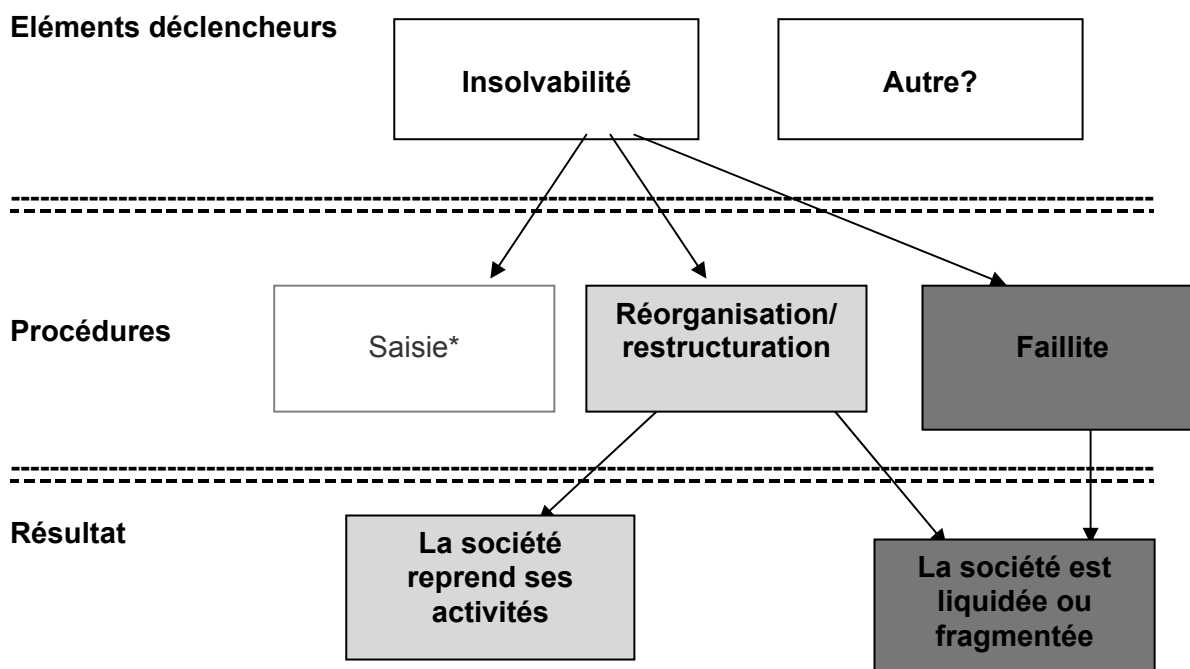 Eléments déclencheurs
Insolvabilité
Autre?
Procédures
Saisie*
Réorganisation/
restructuration
Faillite
Résultat
La société
reprend ses
activités
La société est
liquidée ou
fragmentée